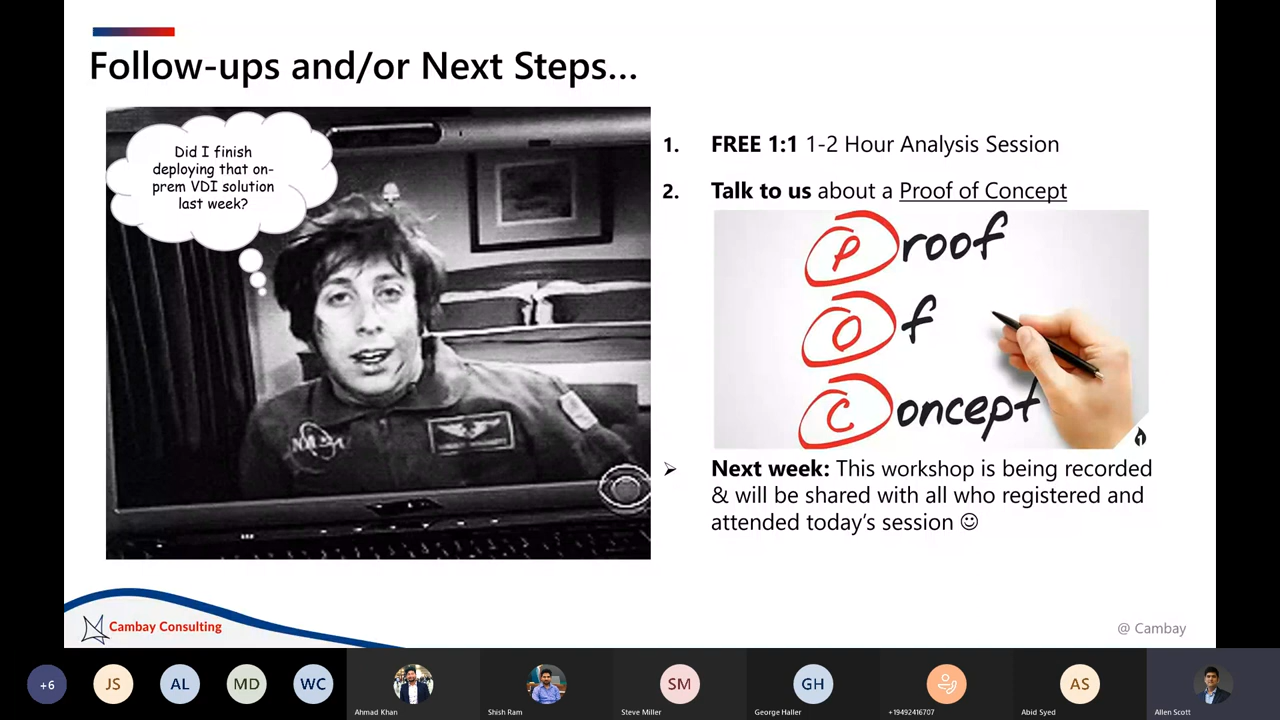 Follow-ups and/or Next Steps...
Did I finish
deploying that on-
prem VDI solution
last week?
1. FREE 1:1 1-2 Hour Analysis Session
2. Talk to us about a Proof of Concept
Proof
Of
Concept
➢ Next week: This workshop is being recorded
& will be shared with all who registered and
attended today's session ☺
Cambay Consulting
@ Cambay
+6
JS
AL
MD
WC
Ahmad Khan
Shish Ram
SM
Steve Miller
GH
George Haller
+19492416707
AS
Abid Syed
Allen Scott